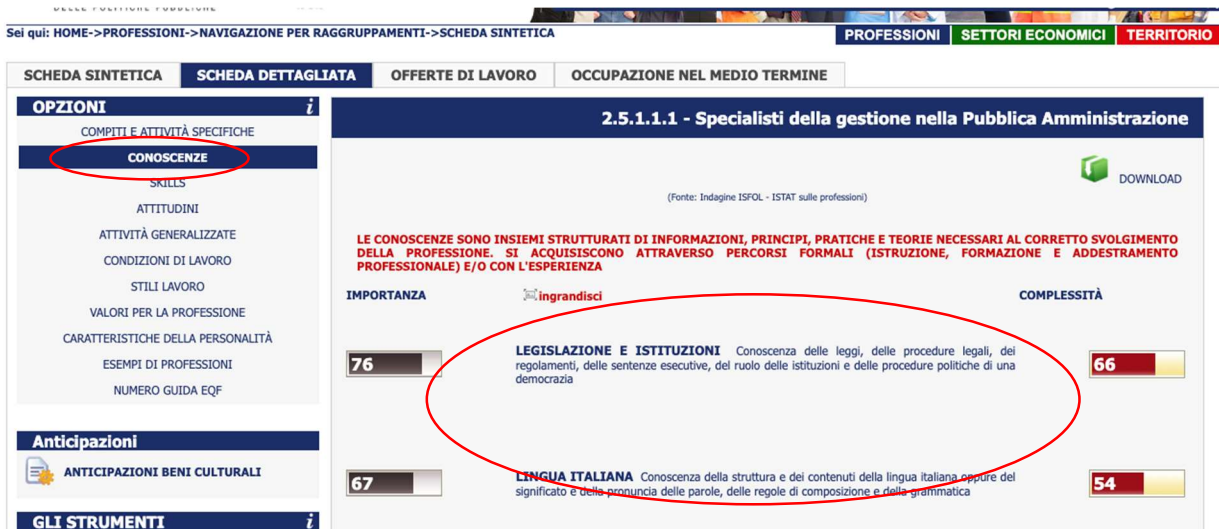 DELLE POLITICHE PUBBLICHE
Sei qui: HOME->PROFESSIONI->NAVIGAZIONE PER RAGGRUPPAMENTI->SCHEDA SINTETICA
PROFESSIONI SETTORI ECONOMICI TERRITORIO
SCHEDA SINTETICA SCHEDA DETTAGLIATA OFFERTE DI LAVORO OCCUPAZIONE NEL MEDIO TERMINE
OPZIONI i
COMPITI E ATTIVITÀ SPECIFICHE
CONOSCENZE
SKILLS
ATTITUDINI
ATTIVITÀ GENERALIZZATE
CONDIZIONI DI LAVORO
STILI LAVORO
VALORI PER LA PROFESSIONE
CARATTERISTICHE DELLA PERSONALITÀ
ESEMPI DI PROFESSIONI
NUMERO GUIDA EQF
Anticipazioni
ANTICIPAZIONI BENI CULTURALI
GLI STRUMENTI i
2.5.1.1.1 - Specialisti della gestione nella Pubblica Amministrazione
DOWNLOAD
(Fonte: Indagine ISFOL - ISTAT sulle professioni)
LE CONOSCENZE SONO INSIEMI STRUTTURATI DI INFORMAZIONI, PRINCIPI, PRATICHE E TEORIE NECESSARI AL CORRETTO SVOLGIMENTO
DELLA PROFESSIONE. SI ACQUISISCONO ATTRAVERSO PERCORSI FORMALI (ISTRUZIONE, FORMAZIONE E ADDESTRAMENTO
PROFESSIONALE) E/O CON L'ESPERIENZA
IMPORTANZA ingrandisci COMPLESSITÀ
76
LEGISLAZIONE E ISTITUZIONI Conoscenza delle leggi, delle procedure legali, dei
regolamenti, delle sentenze esecutive, del ruolo delle istituzioni e delle procedure politiche di una
democrazia
66
67
LINGUA ITALIANA Conoscenza della struttura e dei contenuti della lingua italiana oppure del
significato e della pronuncia delle parole, delle regole di composizione e della grammatica
54